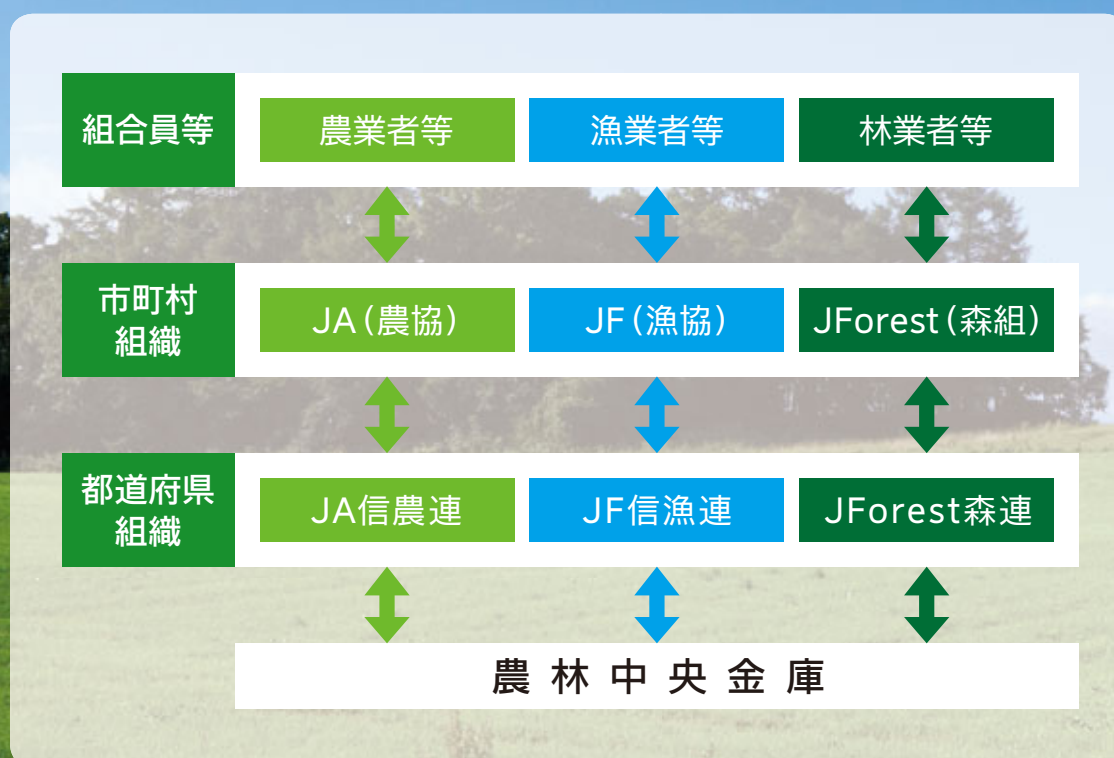 組合員等
農業者等
漁業者等
林業者等
市町村
組織
JA（農協）
JF（漁協）
JForest（森組）
都道府県
組織
JA信農連
JF信漁連
JForest森連
農林中央金庫